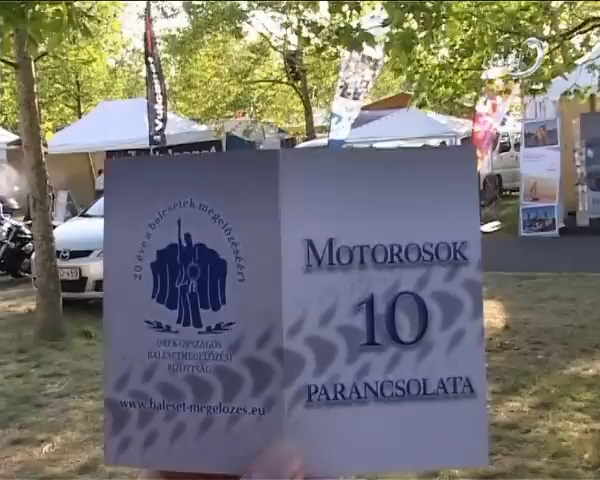 20 éve a balesetek megelőzéséért
ORFK-ORSZÁGOS
BALESETMEGELŐZÉSI
BIZOTTSÁG
www.baleset-megelozes.eu
MOTOROSOK
10
PARANCSOLATA